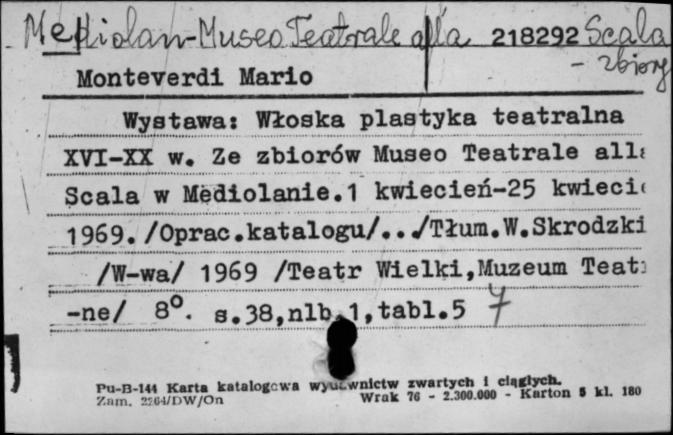 Mediolan-Museo Teatrale alla 218292 Scala
- zbiory
Monteverdi Mario
Wystawa: Włoska plastyka teatralna
XVI-XX w. Ze zbiorów Museo Teatrale alla
Scala w Mediolanie.1 kwiecień-25 kwieci
1969./Oprac.katalogu/.../Tłum.W.Skrodzki
/W-wa/ 1969 /Teatr Wielki,Muzeum Teat
-ne/ 8º. s.38,nlb.1,tabl.5
Pu-B-144 Karta katalogowa wydawnictw zwartych i ciągłych.
Zam. 2264/DW/On Wrak 76 - 2.300.000 - Karton 5 kl. 180